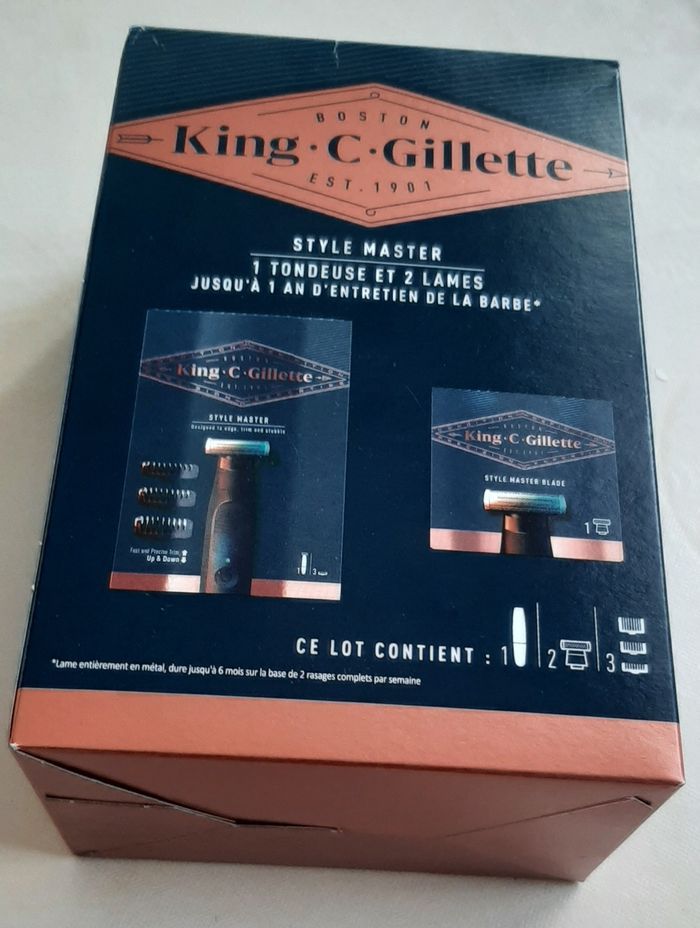 BOSTON
King·C·Gillette
EST.1901
STYLE MASTER
1 TONDEUSE ET 2 LAMES
JUSQU'À 1 AN D'ENTRETIEN DE LA BARBE*
BOSTON
King·C·Gillette
EST.1901
STYLE MASTER
Designed to edge, trim and stubble
Fast and Precise Trim,
Up & Down
1 3
King·C·Gillette
STYLE MASTER BLADE
1
CE LOT CONTIENT : 1 2 3
*Lame entièrement en métal, dure jusqu'à 6 mois sur la base de 2 rasages complets par semaine